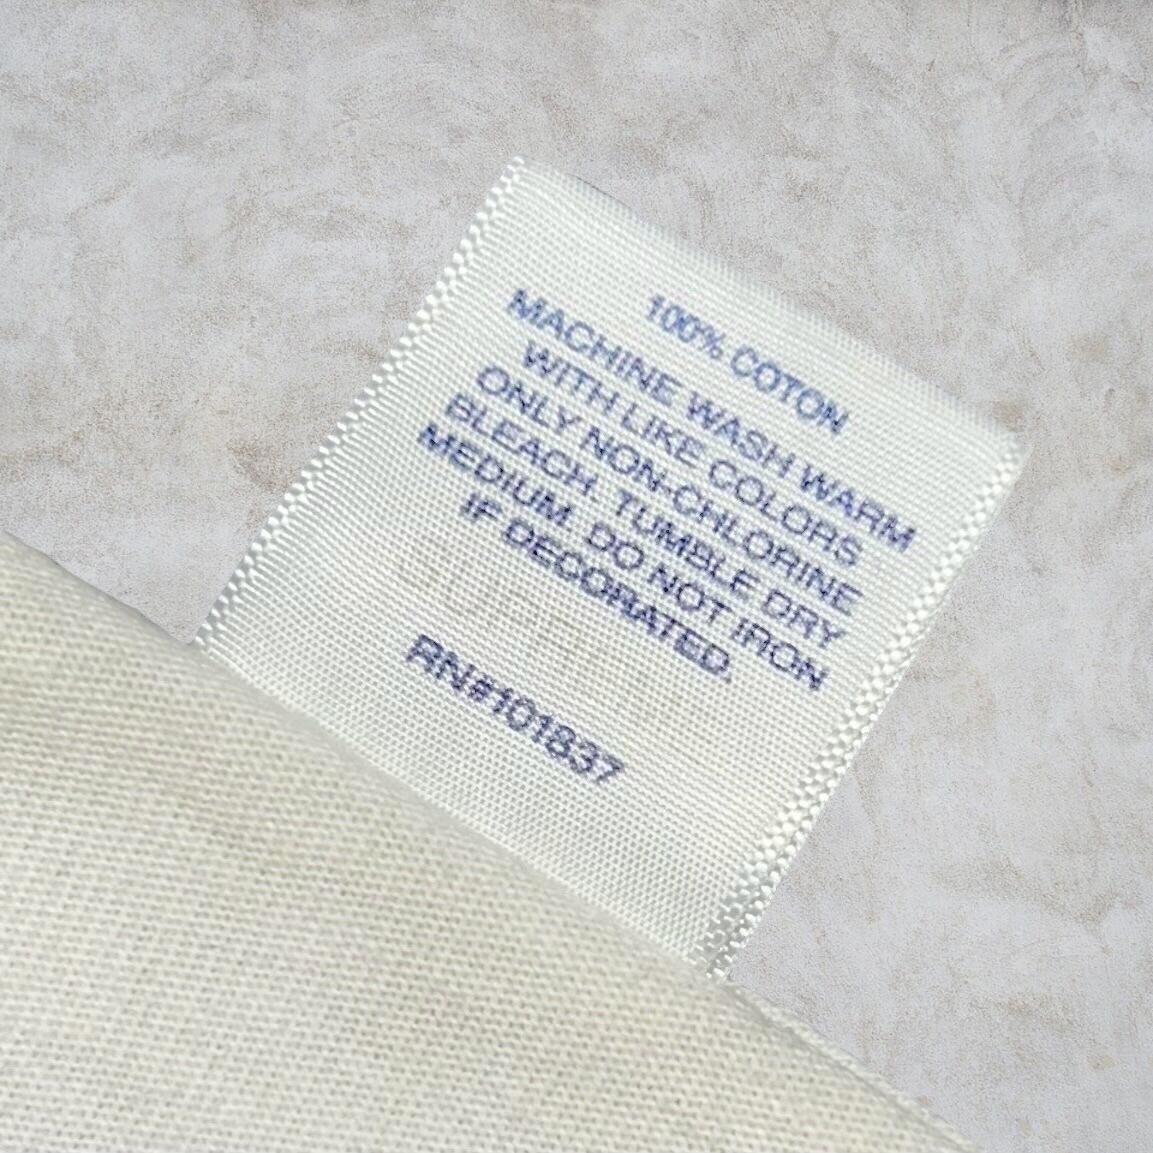 100% COTON
MACHINE WASH WARM
WITH LIKE COLORS
ONLY NON-CHLORINE
BLEACH. TUMBLE DRY
MEDIUM. DO NOT IRON
IF DECORATED.
RN#101837